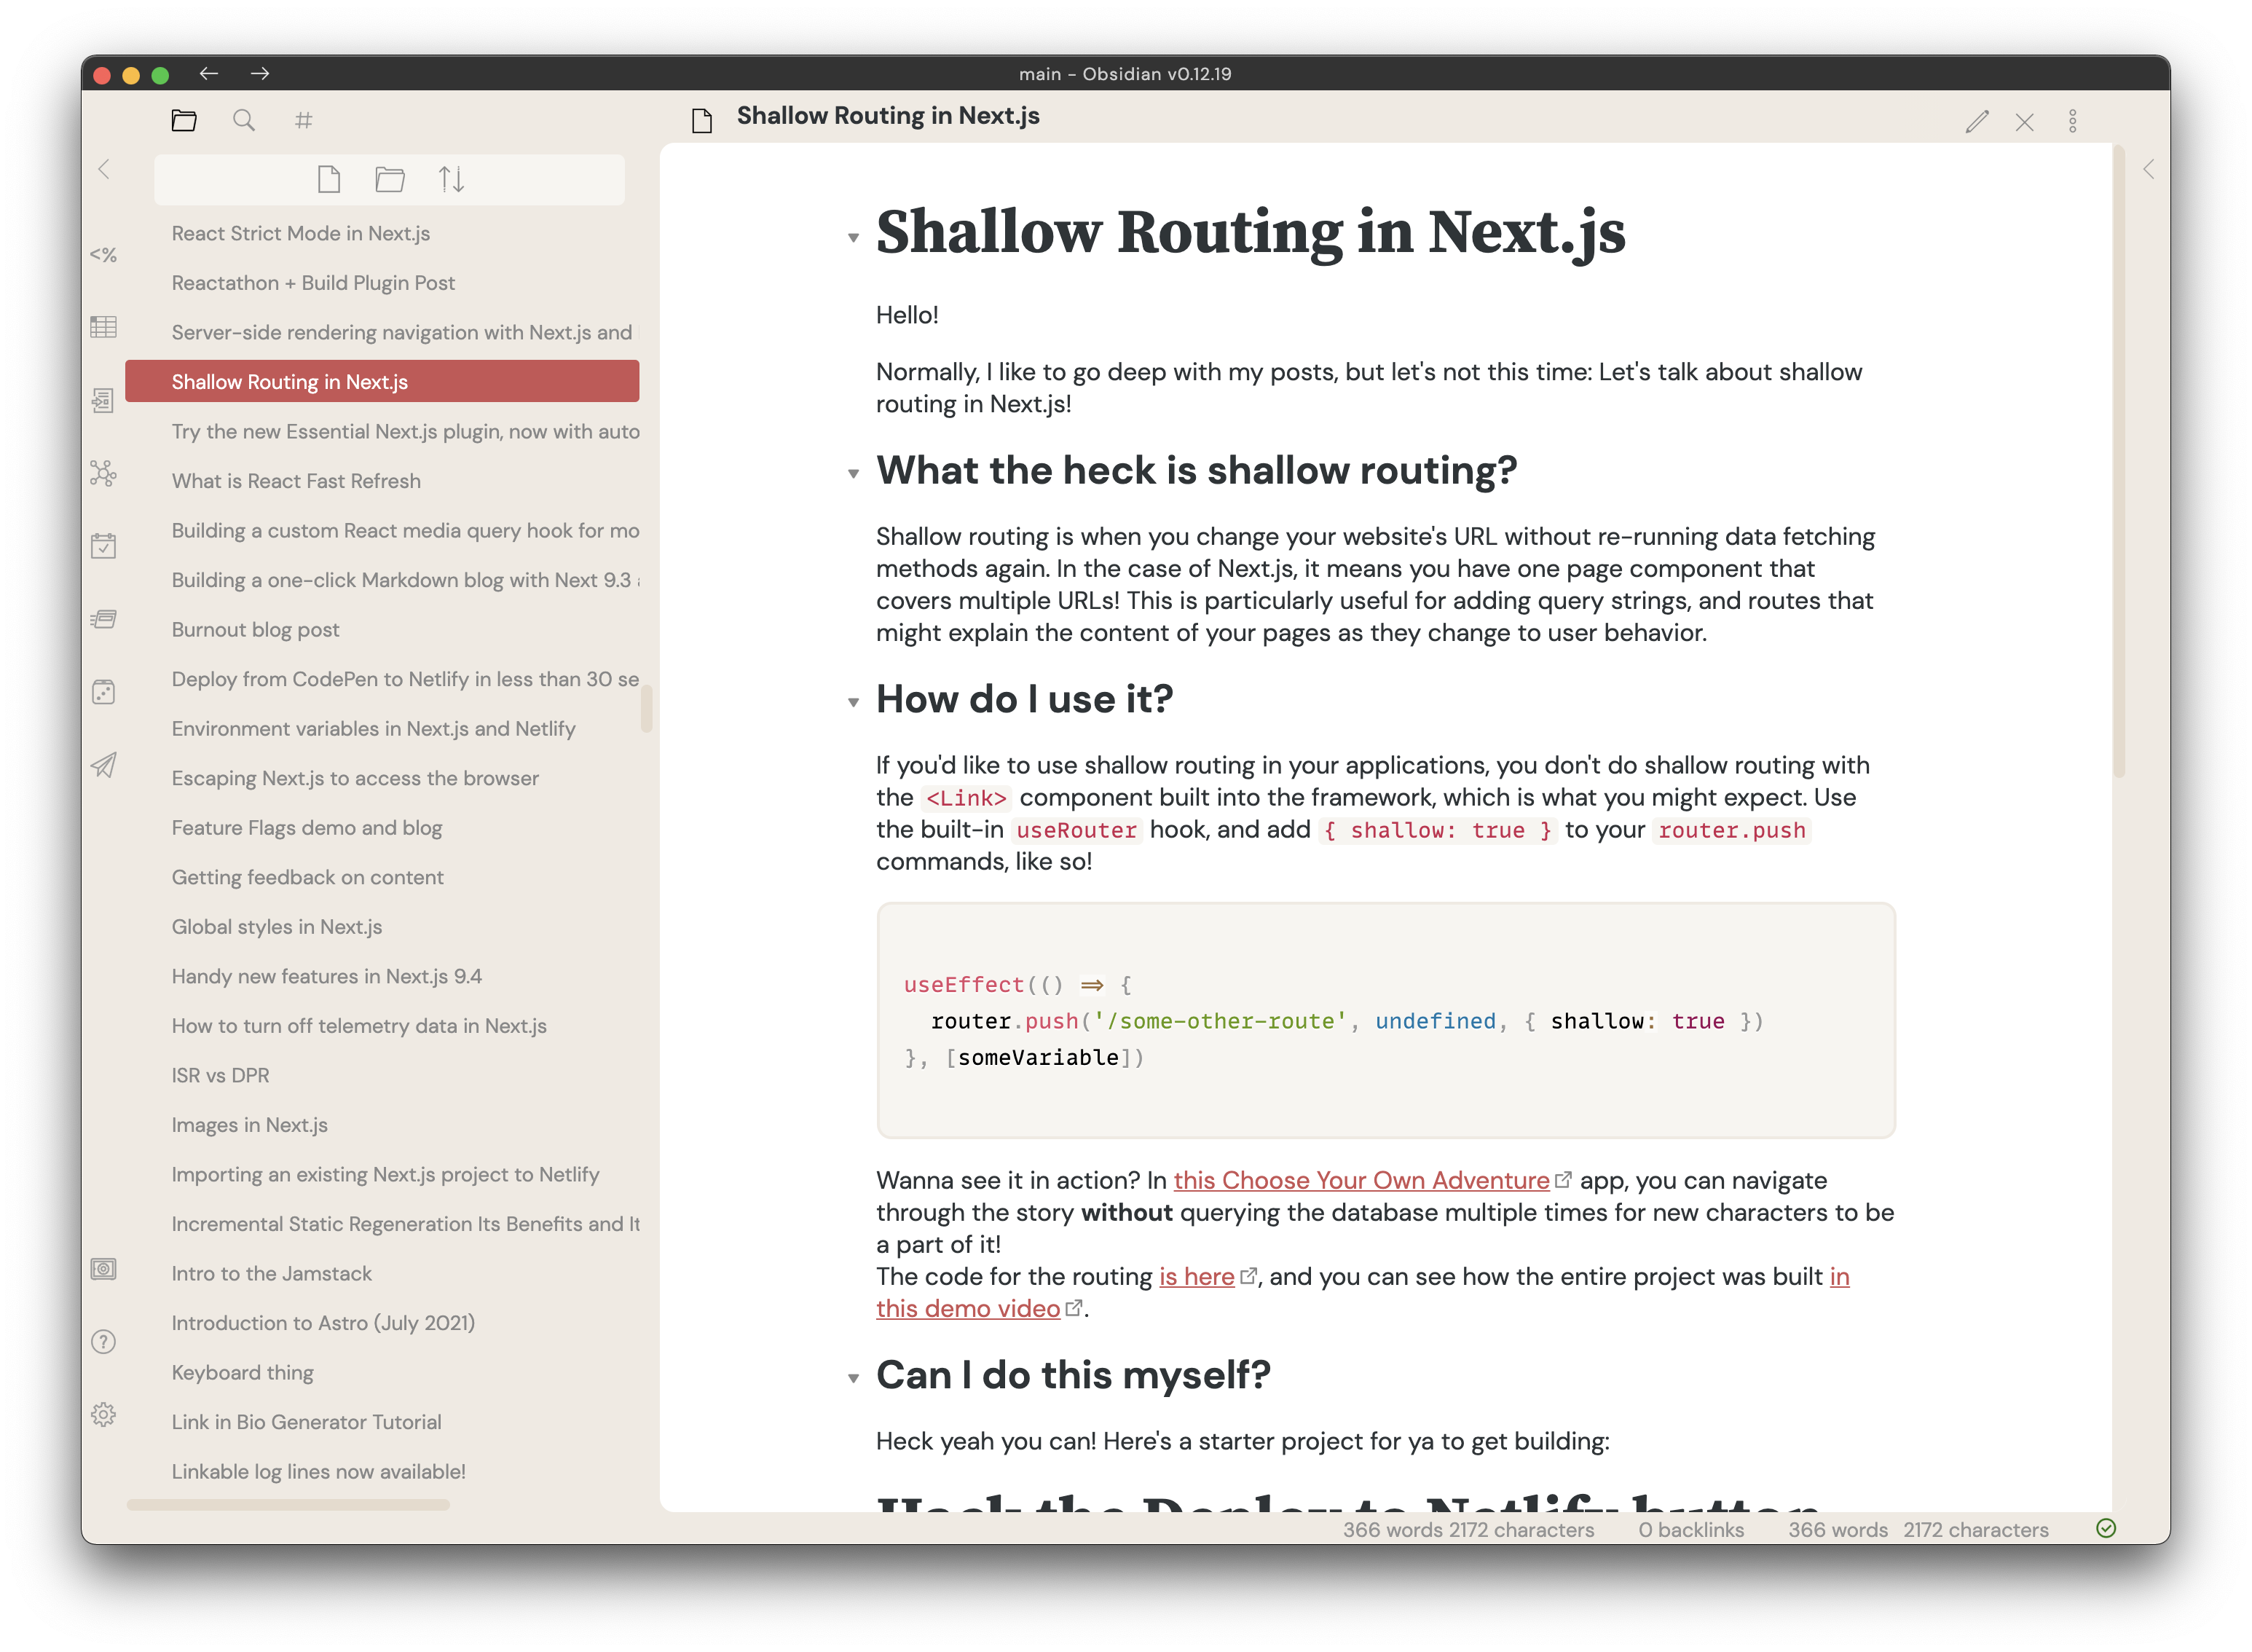 main - Obsidian v0.12.19
Shallow Routing in Next.js
<%
React Strict Mode in Next.js
Reactathon + Build Plugin Post
Server-side rendering navigation with Next.js and
Shallow Routing in Next.js
Try the new Essential Next.js plugin, now with auto
What is React Fast Refresh
Building a custom React media query hook for mo
Building a one-click Markdown blog with Next 9.3
Burnout blog post
Deploy from CodePen to Netlify in less than 30 se
Environment variables in Next.js and Netlify
Escaping Next.js to access the browser
Feature Flags demo and blog
Getting feedback on content
Global styles in Next.js
Handy new features in Next.js 9.4
How to turn off telemetry data in Next.js
ISR vs DPR
Images in Next.js
Importing an existing Next.js project to Netlify
Incremental Static Regeneration Its Benefits and It
Intro to the Jamstack
Introduction to Astro (July 2021)
Keyboard thing
Link in Bio Generator Tutorial
Linkable log lines now available!
Shallow Routing in Next.js
Hello!
Normally, I like to go deep with my posts, but let's not this time: Let's talk about shallow
routing in Next.js!
What the heck is shallow routing?
Shallow routing is when you change your website's URL without re-running data fetching
methods again. In the case of Next.js, it means you have one page component that
covers multiple URLs! This is particularly useful for adding query strings, and routes that
might explain the content of your pages as they change to user behavior.
How do I use it?
If you'd like to use shallow routing in your applications, you don't do shallow routing with
the <Link> component built into the framework, which is what you might expect. Use
the built-in useRouter hook, and add { shallow: true } to your router.push
commands, like so!
useEffect(() => {
  router.push('/some-other-route', undefined, { shallow: true })
}, [someVariable])
Wanna see it in action? In this Choose Your Own Adventure app, you can navigate
through the story without querying the database multiple times for new characters to be
a part of it!
The code for the routing is here, and you can see how the entire project was built in
this demo video.
Can I do this myself?
Heck yeah you can! Here's a starter project for ya to get building:
Hack the Deploy to Netlify button
366 words 2172 characters 0 backlinks 366 words 2172 characters